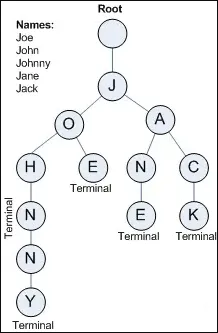 Root
Names:
Joe
John
Johnny
Jane
Jack
J
O A
H E N C
Terminal
Terminal
N E K
Terminal Terminal
N
Y
Terminal